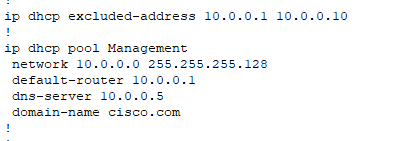 !
ip dhcp excluded-address 10.0.0.1 10.0.0.10
!
ip dhcp pool Management
network 10.0.0.0 255.255.255.128
default-router 10.0.0.1
dns-server 10.0.0.5
domain-name cisco.com
!